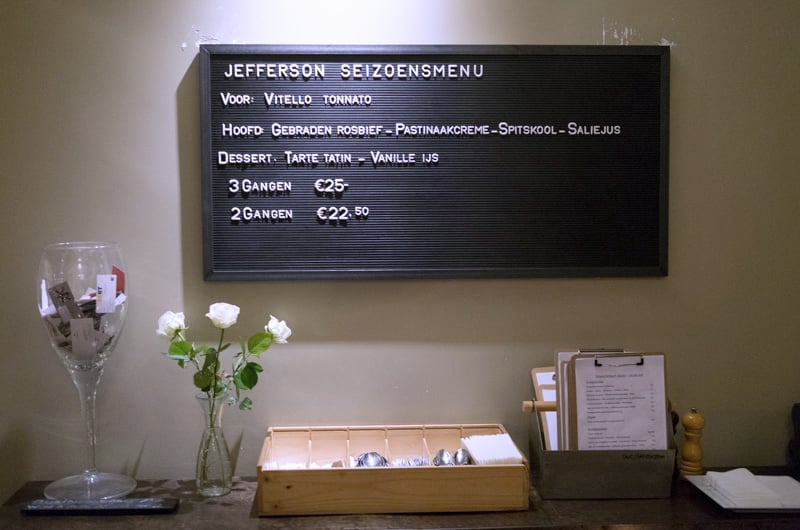 JEFFERSON SEIZOENSMENU
VOOR: VITELLO TONNATO
HOOFD: GEBRADEN ROSBIEF - PASTINAAKCREME - SPITSKOOL - SALIEJUS
DESSERT. TARTE TATIN - VANILLE IJS
3 GANGEN €25-
2 GANGEN €22,50